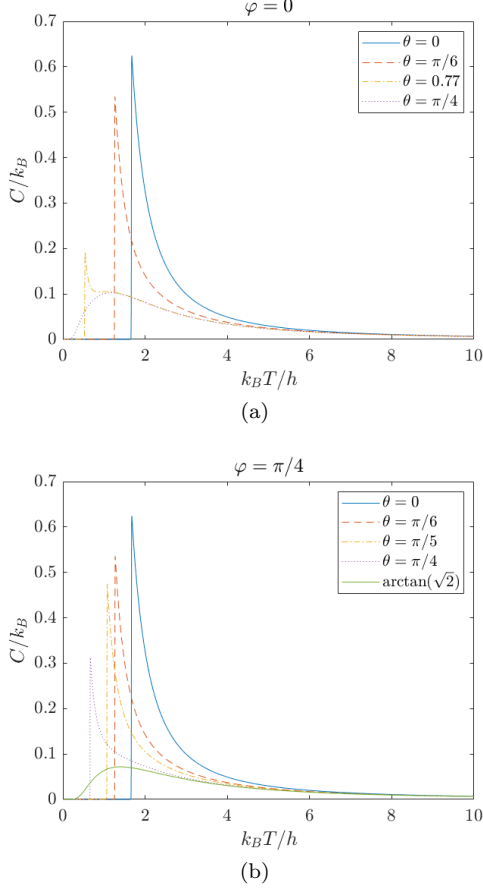 φ = 0
0.7
0.6
0.5
0.4
0.3
0.2
0.1
0
C/k_B
θ = 0
θ = π/6
θ = 0.77
θ = π/4
0 2 4 6 8 10
k_BT/h
(a)
φ = π/4
0.7
0.6
0.5
0.4
0.3
0.2
0.1
0
C/k_B
θ = 0
θ = π/6
θ = π/5
θ = π/4
arctan(√2)
0 2 4 6 8 10
k_BT/h
(b)